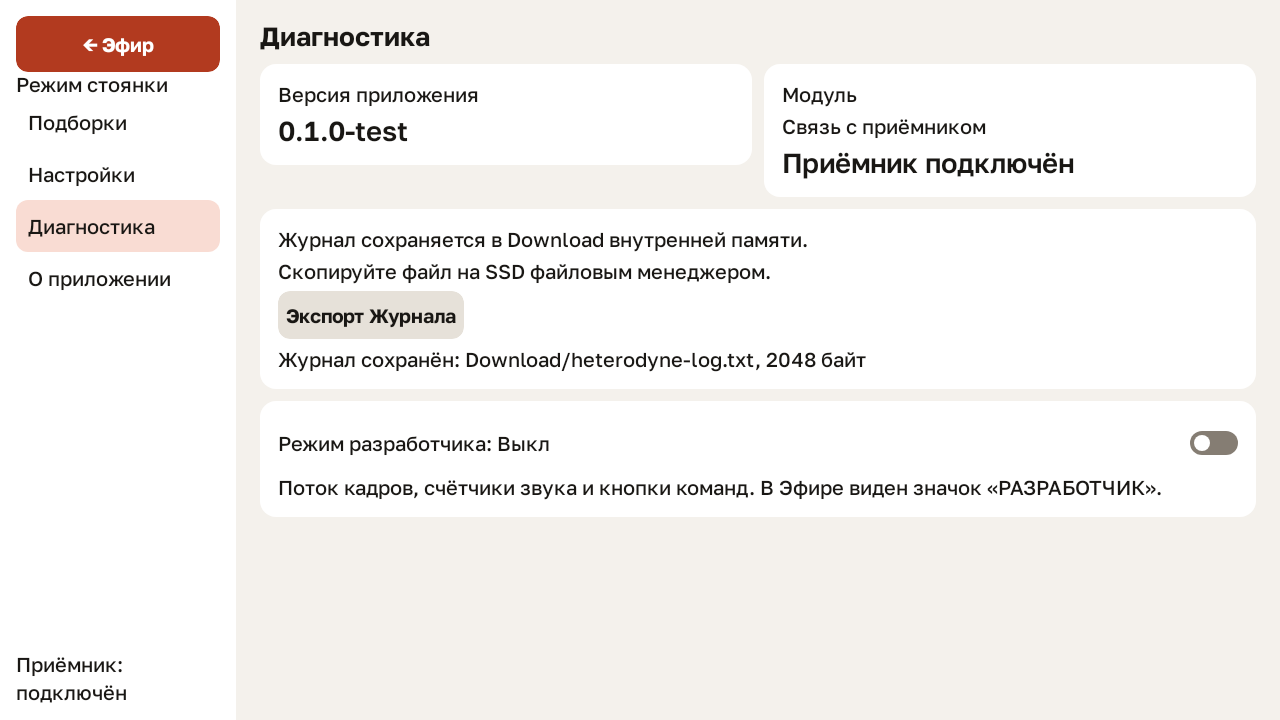 ← Эфир
Режим стоянки
Подборки
Настройки
Диагностика
О приложении
Приёмник:
подключён
Диагностика
Версия приложения
0.1.0-test
Модуль
Связь с приёмником
Приёмник подключён
Журнал сохраняется в Download внутренней памяти.
Скопируйте файл на SSD файловым менеджером.
Экспорт Журнала
Журнал сохранён: Download/heterodyne-log.txt, 2048 байт
Режим разработчика: Выкл
Поток кадров, счётчики звука и кнопки команд. В Эфире виден значок «РАЗРАБОТЧИК».